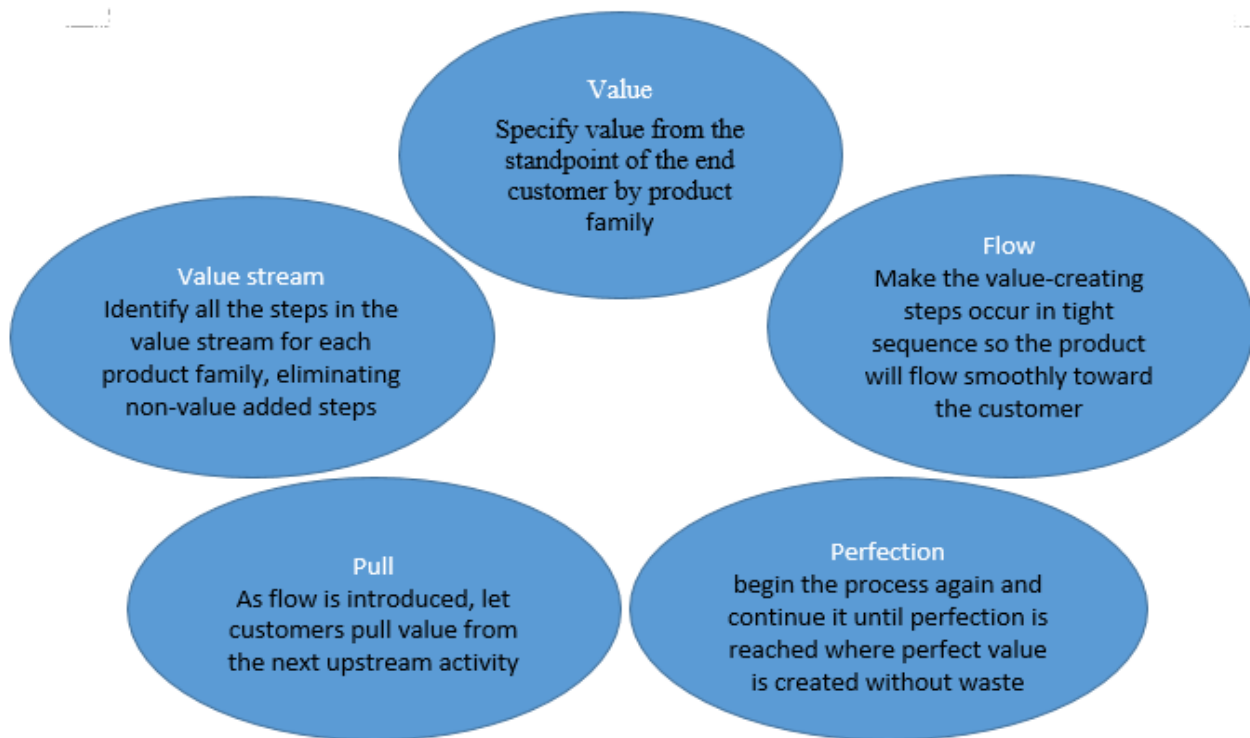 Value
Specify value from the
standpoint of the end
customer by product
family
Value stream
Identify all the steps in the
value stream for each
product family, eliminating
non-value added steps
Flow
Make the value-creating
steps occur in tight
sequence so the product
will flow smoothly toward
the customer
Pull
As flow is introduced, let
customers pull value from
the next upstream activity
Perfection
begin the process again and
continue it until perfection is
reached where perfect value
is created without waste